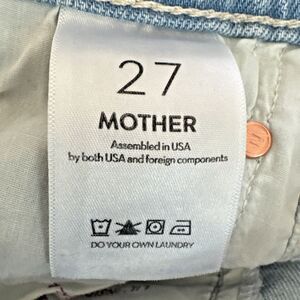 27
MOTHER
Assembled in USA
by both USA and foreign components
DO YOUR OWN LAUNDRY